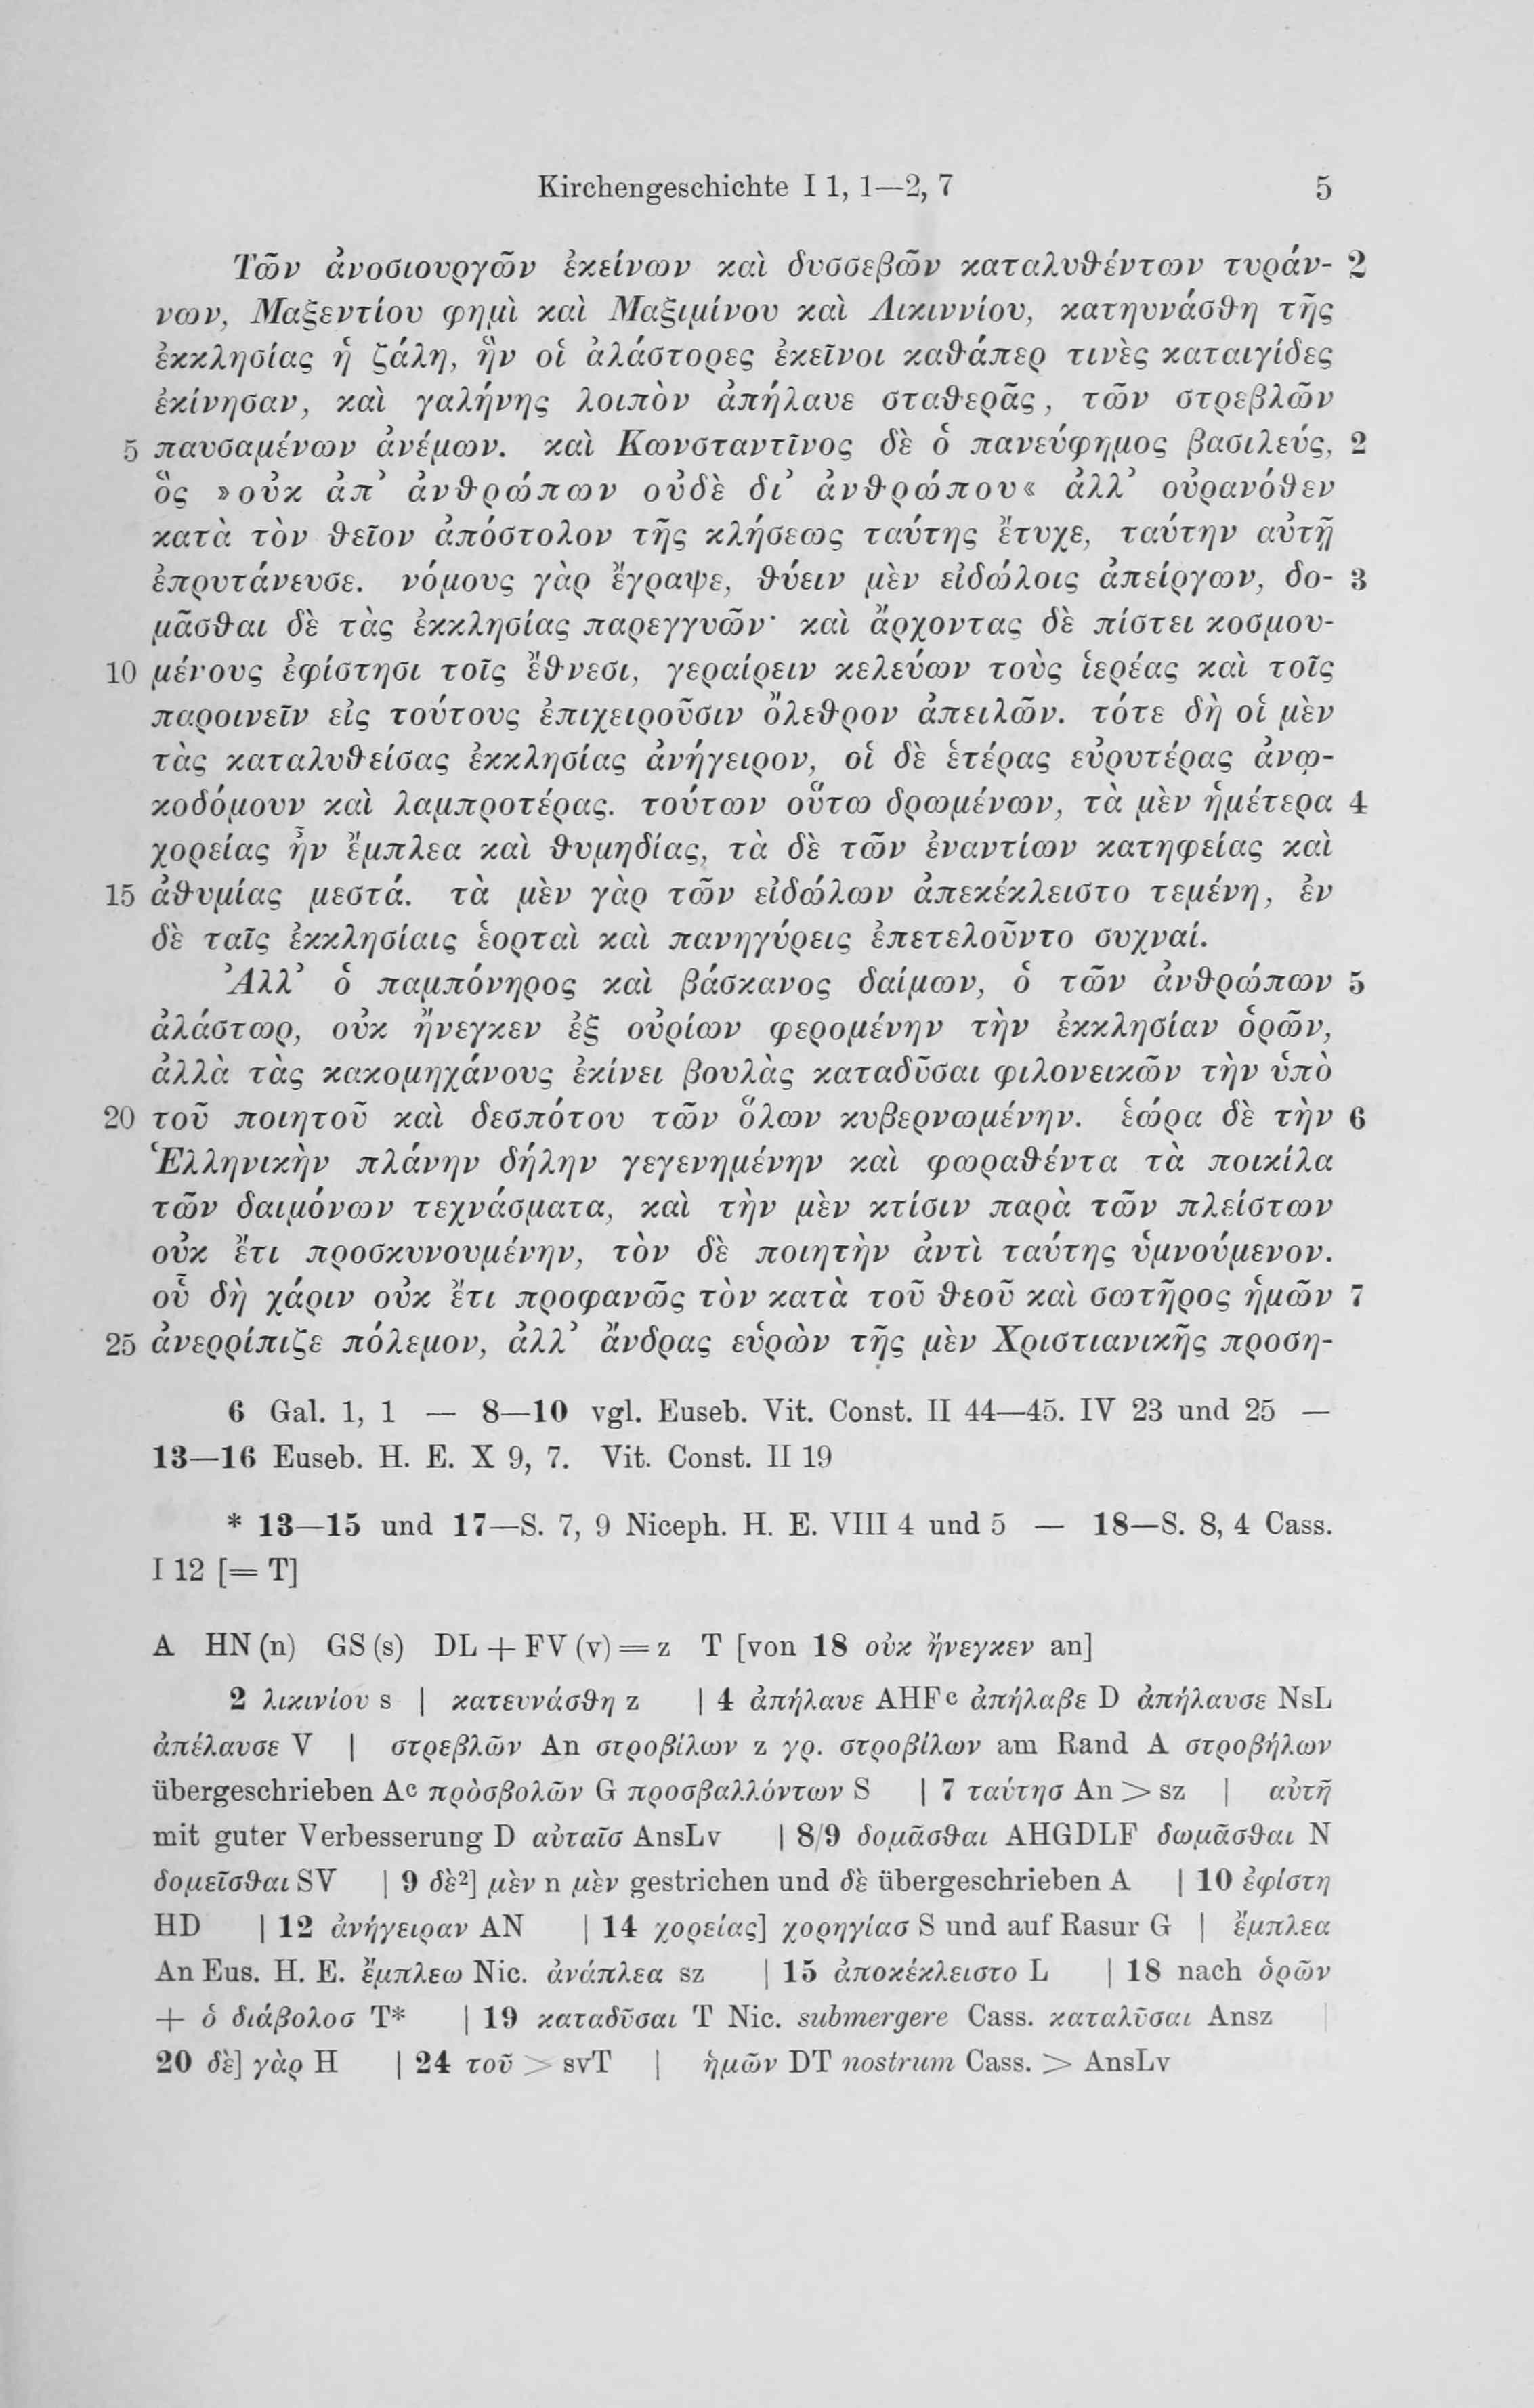 Kirchengeschichte I 1, 1—2, 7 5
Τῶν ἀνοσιουργῶν ἐκείνων καὶ δυσσεβῶν καταλυθέντων τυράν- 2
νων, Μαξεντίου φημὶ καὶ Μαξιμίνου καὶ Λικιννίου, κατηυνάσθη τῆς
ἐκκλησίας ἡ ζάλη, ἣν οἱ ἀλάστορες ἐκεῖνοι καθάπερ τινὲς καταιγίδες
ἐκίνησαν, καὶ γαλήνης λοιπὸν ἀπήλαυε σταθερᾶς, τῶν στρεβλῶν
5 παυσαμένων ἀνέμων. καὶ Κωνσταντῖνος δὲ ὁ πανεύφημος βασιλεύς, 2
ὃς »οὐκ ἀπ’ ἀνθρώπων οὐδὲ δι’ ἀνθρώπου« ἀλλ’ οὐρανόθεν
κατὰ τὸν θεῖον ἀπόστολον τῆς κλήσεως ταύτης ἔτυχε, ταύτην αὐτῇ
ἐπρυτάνευσε. νόμους γὰρ ἔγραψε, θύειν μὲν εἰδώλοις ἀπείργων, δο- 3
μᾶσθαι δὲ τὰς ἐκκλησίας παρεγγυῶν· καὶ ἄρχοντας δὲ πίστει κοσμου-
10 μένους ἐφίστησι τοῖς ἔθνεσι, γεραίρειν κελεύων τοὺς ἱερέας καὶ τοῖς
παροινεῖν εἰς τούτους ἐπιχειροῦσιν ὄλεθρον ἀπειλῶν. τότε δὴ οἱ μὲν
τὰς καταλυθείσας ἐκκλησίας ἀνήγειρον, οἱ δὲ ἑτέρας εὐρυτέρας ἀνῳ-
κοδόμουν καὶ λαμπροτέρας. τούτων οὕτω δρωμένων, τὰ μὲν ἡμέτερα 4
χορείας ἦν ἔμπλεα καὶ θυμηδίας, τὰ δὲ τῶν ἐναντίων κατηφείας καὶ
15 ἀθυμίας μεστά. τὰ μὲν γὰρ τῶν εἰδώλων ἀπεκέκλειστο τεμένη, ἐν
δὲ ταῖς ἐκκλησίαις ἑορταὶ καὶ πανηγύρεις ἐπετελοῦντο συχναί.
Ἀλλ’ ὁ παμπόνηρος καὶ βάσκανος δαίμων, ὁ τῶν ἀνθρώπων 5
ἀλάστωρ, οὐκ ἤνεγκεν ἐξ οὐρίων φερομένην τὴν ἐκκλησίαν ὁρῶν,
ἀλλὰ τὰς κακομηχάνους ἐκίνει βουλὰς καταδῦσαι φιλονεικῶν τὴν ὑπὸ
20 τοῦ ποιητοῦ καὶ δεσπότου τῶν ὅλων κυβερνωμένην. ἑώρα δὲ τὴν 6
Ἑλληνικὴν πλάνην δήλην γεγενημένην καὶ φωραθέντα τὰ ποικίλα
τῶν δαιμόνων τεχνάσματα, καὶ τὴν μὲν κτίσιν παρὰ τῶν πλείστων
οὐκ ἔτι προσκυνουμένην, τὸν δὲ ποιητὴν ἀντὶ ταύτης ὑμνούμενον.
οὗ δὴ χάριν οὐκ ἔτι προφανῶς τὸν κατὰ τοῦ θεοῦ καὶ σωτῆρος ἡμῶν 7
25 ἀνερρίπιζε πόλεμον, ἀλλ’ ἄνδρας εὑρὼν τῆς μὲν Χριστιανικῆς προση-
6 Gal. 1, 1 — 8—10 vgl. Euseb. Vit. Const. II 44—45. IV 23 und 25 —
13—16 Euseb. H. E. X 9, 7. Vit. Const. II 19
* 13—15 und 17—S. 7, 9 Niceph. H. E. VIII 4 und 5 — 18—S. 8, 4 Cass.
I 12 [= T]
A HN (n) GS (s) DL + FV (v) = z T [von 18 οὐκ ἤνεγκεν an]
2 λικινίου s | κατευνάσθη z | 4 ἀπήλαυε AHFᶜ ἀπήλαβε D ἀπήλαυσε NsL
ἀπέλαυσε V | στρεβλῶν An στροβίλων z γρ. στροβίλων am Rand A στροβήλων
übergeschrieben Aᶜ πρὸσβολῶν G προσβαλλόντων S | 7 ταύτησ An > sz | αὐτῇ
mit guter Verbesserung D αὐταῖσ AnsLv | 8/9 δομᾶσθαι AHGDLF δωμᾶσθαι N
δομεῖσθαι SV | 9 δὲ²] μὲν n μὲν gestrichen und δὲ übergeschrieben A | 10 ἐφίστη
HD | 12 ἀνήγειραν AN | 14 χορείας] χορηγίασ S und auf Rasur G | ἔμπλεα
An Eus. H. E. ἔμπλεω Nic. ἀνάπλεα sz | 15 ἀποκέκλειστο L | 18 nach ὁρῶν
+ ὁ διάβολοσ T* | 19 καταδῦσαι T Nic. submergere Cass. καταλῦσαι Ansz
20 δὲ] γὰρ H | 24 τοῦ > svT | ἡμῶν DT nostrum Cass. > AnsLv